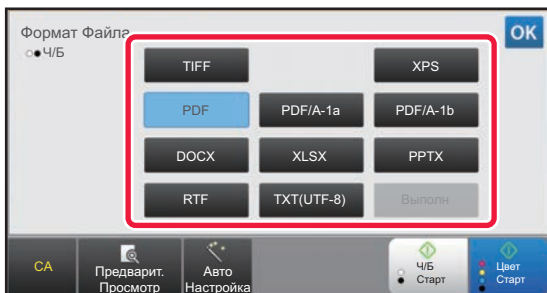 Формат Файла
OK
Ч/Б
TIFF
XPS
PDF
PDF/A-1a
PDF/A-1b
DOCX
XLSX
PPTX
RTF
TXT(UTF-8)
Выполн
CA
Предварит.
Просмотр
Авто
Настройка
Ч/Б
Старт
Цвет
Старт